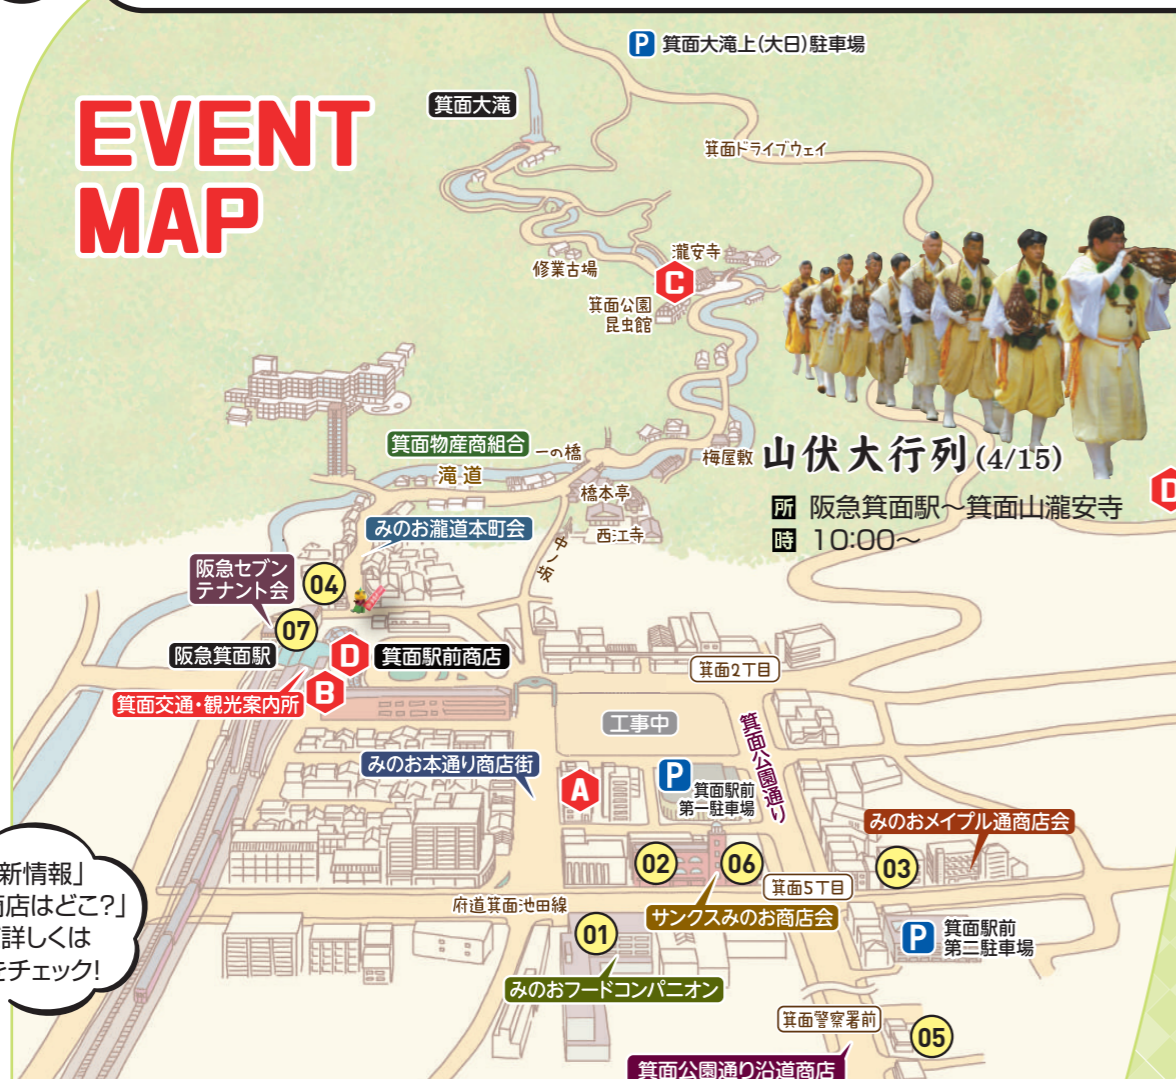 P 箕面大滝上(大日)駐車場
EVENT
MAP
箕面大滝
箕面ドライブウェイ
瀧安寺
修業古場
C
箕面公園
昆虫館
箕面物産商組合
一の橋
梅屋敷
滝道
橋本亭
西江寺
山伏大行列(4/15)
所 阪急箕面駅~箕面山瀧安寺
時 10:00~
D
みのお瀧道本町会
中ノ坂
阪急セブン
テナント会
04
07
阪急箕面駅
D
箕面駅前商店
箕面2丁目
箕面交通・観光案内所
B
工事中
箕面公園通り
みのお本通り商店街
A
P
箕面駅前
第一駐車場
みのおメイプル通商店会
02
06
03
箕面5丁目
府道箕面池田線
サンクスみのお商店会
01
P
箕面駅前
第二駐車場
みのおフードコンパニオン
箕面警察署前
05
箕面公園通り沿道商店
新情報」
商店はどこ?」
詳しくは
をチェック!